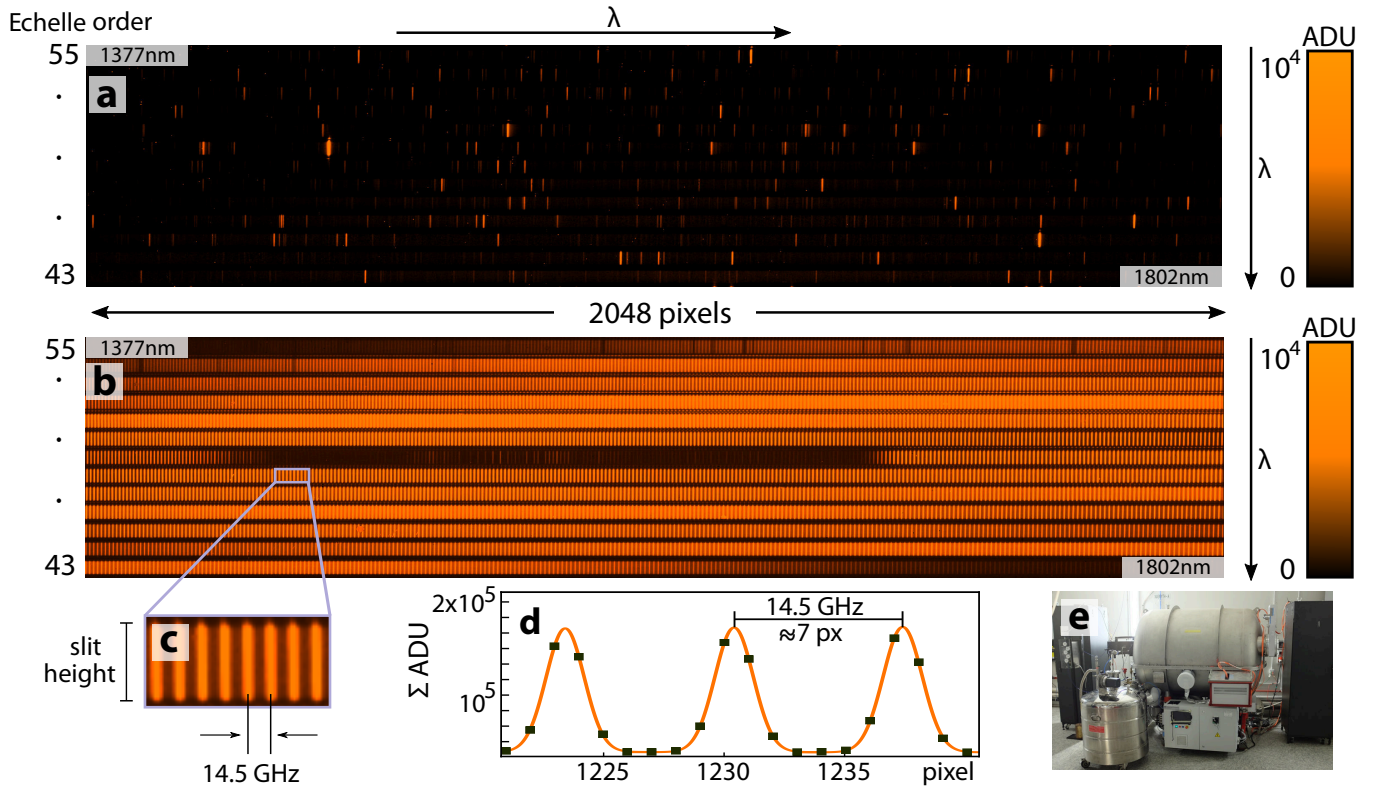 Echelle order
λ
55
1377nm
a
·
·
·
43
1802nm
ADU
10⁴
λ
0
2048 pixels
55
1377nm
b
·
·
·
43
1802nm
ADU
10⁴
λ
0
c
slit
height
14.5 GHz
d
2x10⁵
Σ ADU
10⁵
14.5 GHz
≈7 px
1225
1230
1235
pixel
e